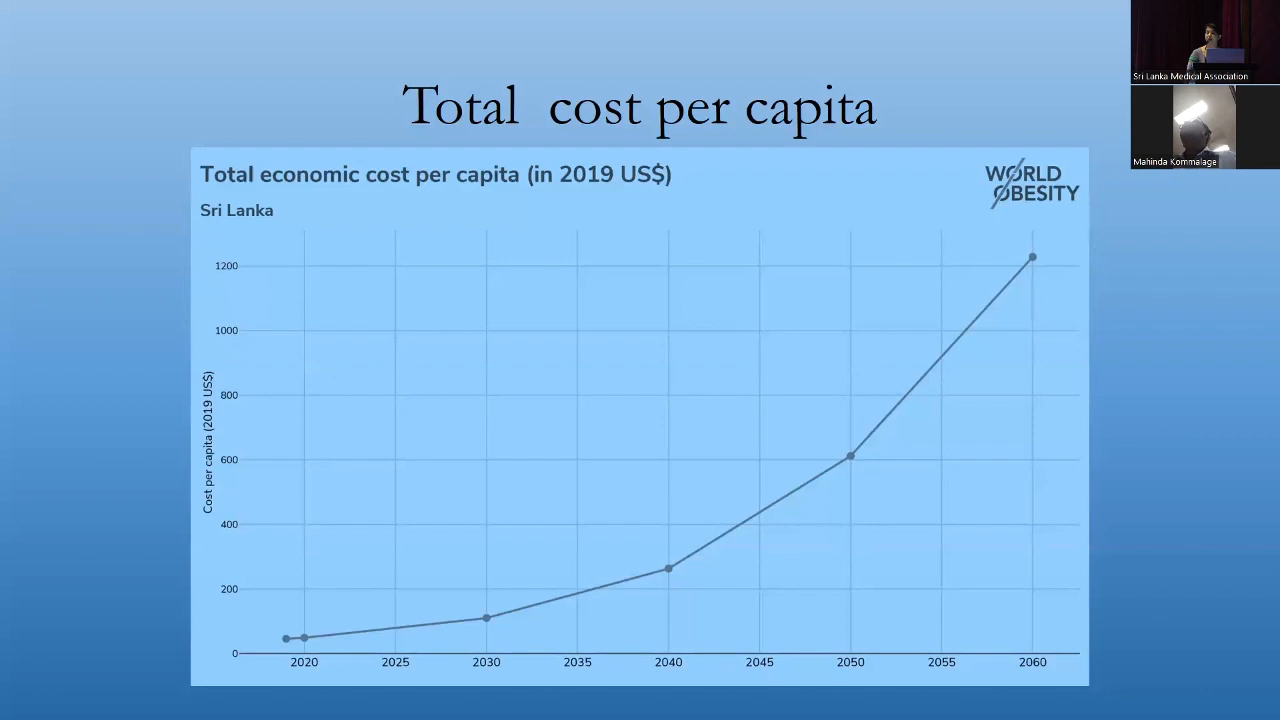 Total cost per capita
Total economic cost per capita (in 2019 US$)
Sri Lanka
WORLD
OBESITY
Cost per capita (2019 US$)
1200
1000
800
600
400
200
0
2020 2025 2030 2035 2040 2045 2050 2055 2060
Sri Lanka Medical Association
Mahinda Kommalage